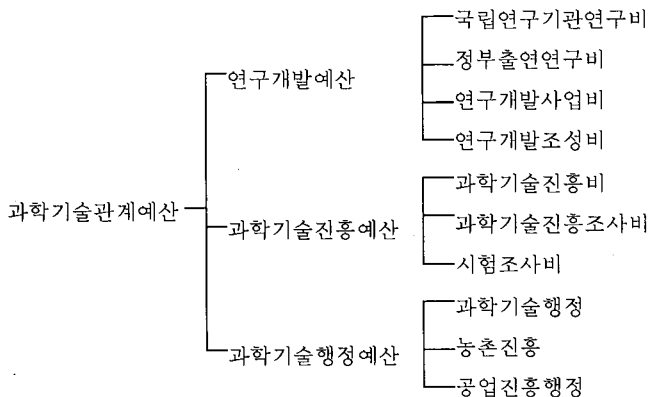 과학기술관계예산
연구개발예산
국립연구기관연구비
정부출연연구비
연구개발사업비
연구개발조성비
과학기술진흥예산
과학기술진흥비
과학기술진흥조사비
시험조사비
과학기술행정예산
과학기술행정
농촌진흥
공업진흥행정